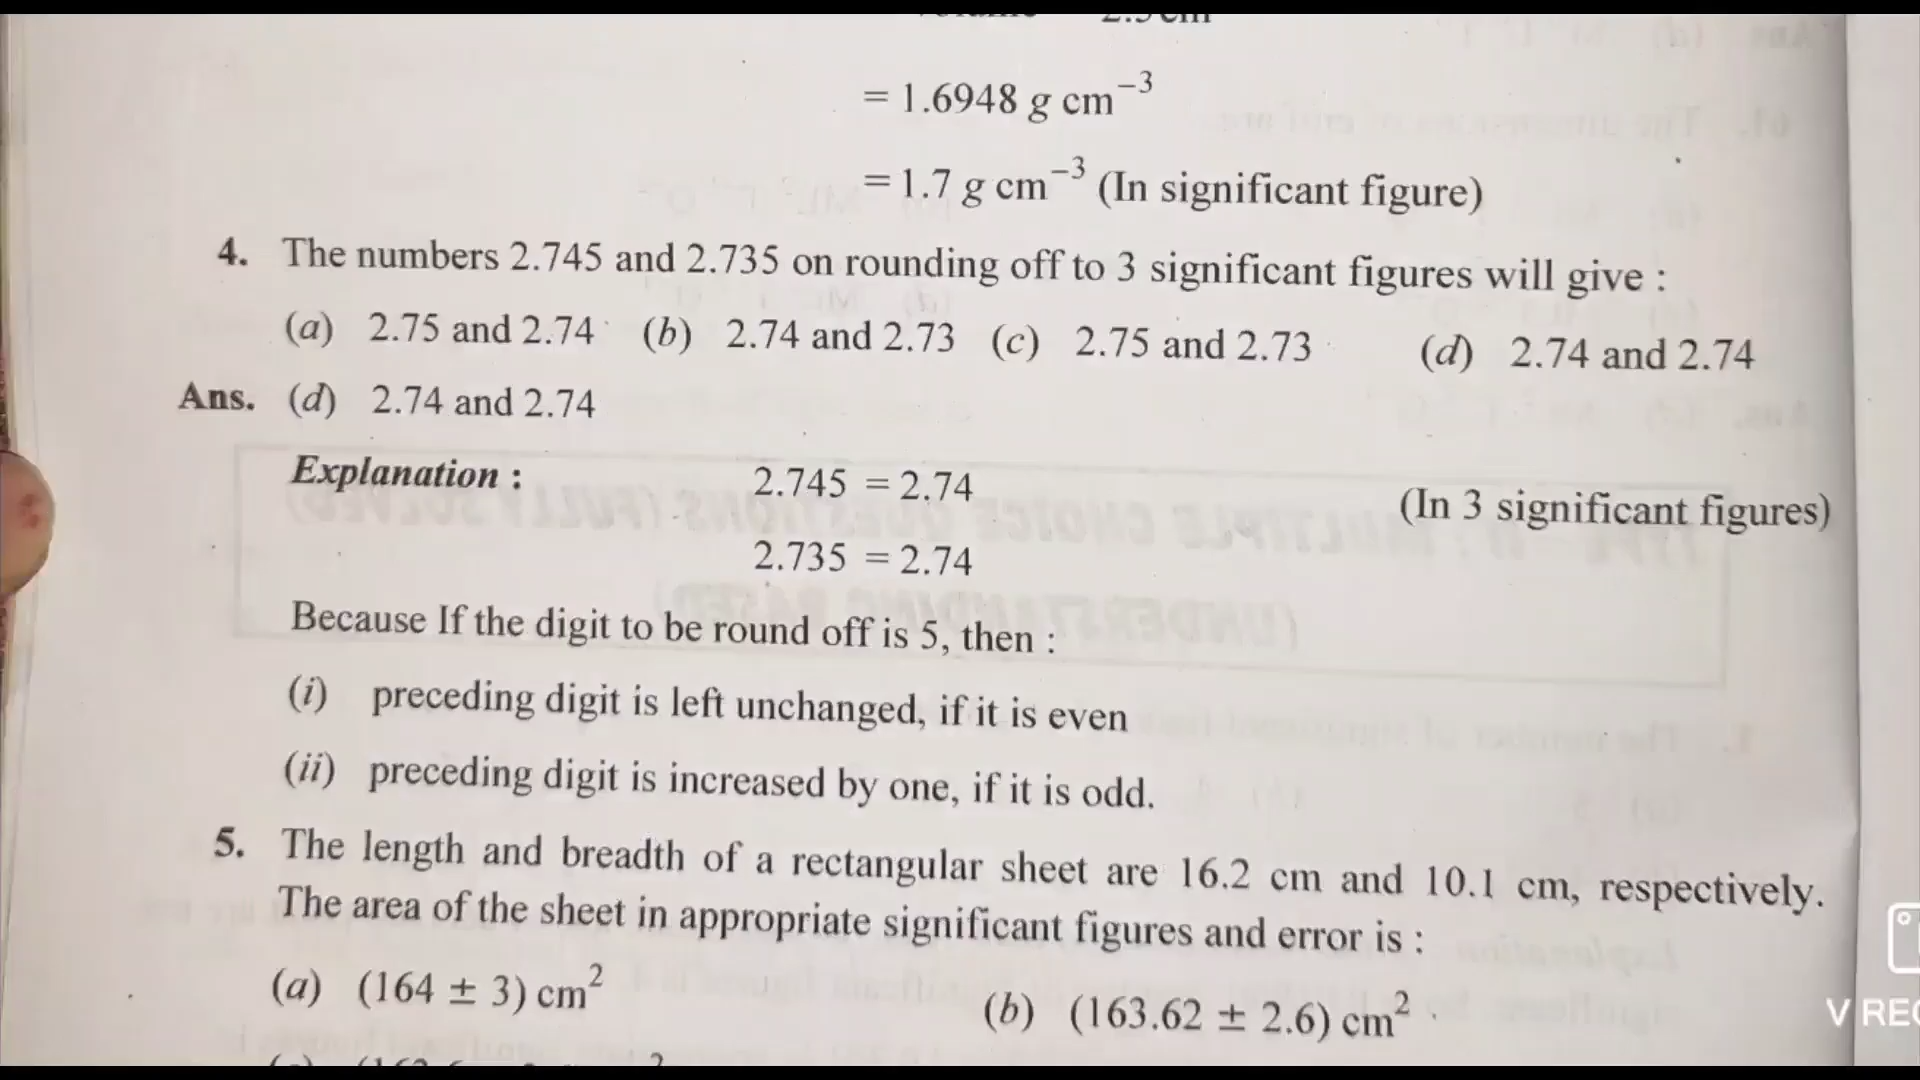 = 1.6948 g cm⁻³
= 1.7 g cm⁻³ (In significant figure)
4. The numbers 2.745 and 2.735 on rounding off to 3 significant figures will give :
(a) 2.75 and 2.74 (b) 2.74 and 2.73 (c) 2.75 and 2.73 (d) 2.74 and 2.74
Ans. (d) 2.74 and 2.74
Explanation : 2.745 = 2.74 (In 3 significant figures)
2.735 = 2.74
Because If the digit to be round off is 5, then :
(i) preceding digit is left unchanged, if it is even
(ii) preceding digit is increased by one, if it is odd.
5. The length and breadth of a rectangular sheet are 16.2 cm and 10.1 cm, respectively.
The area of the sheet in appropriate significant figures and error is :
(a) (164 ± 3) cm²
(b) (163.62 ± 2.6) cm²
V REC